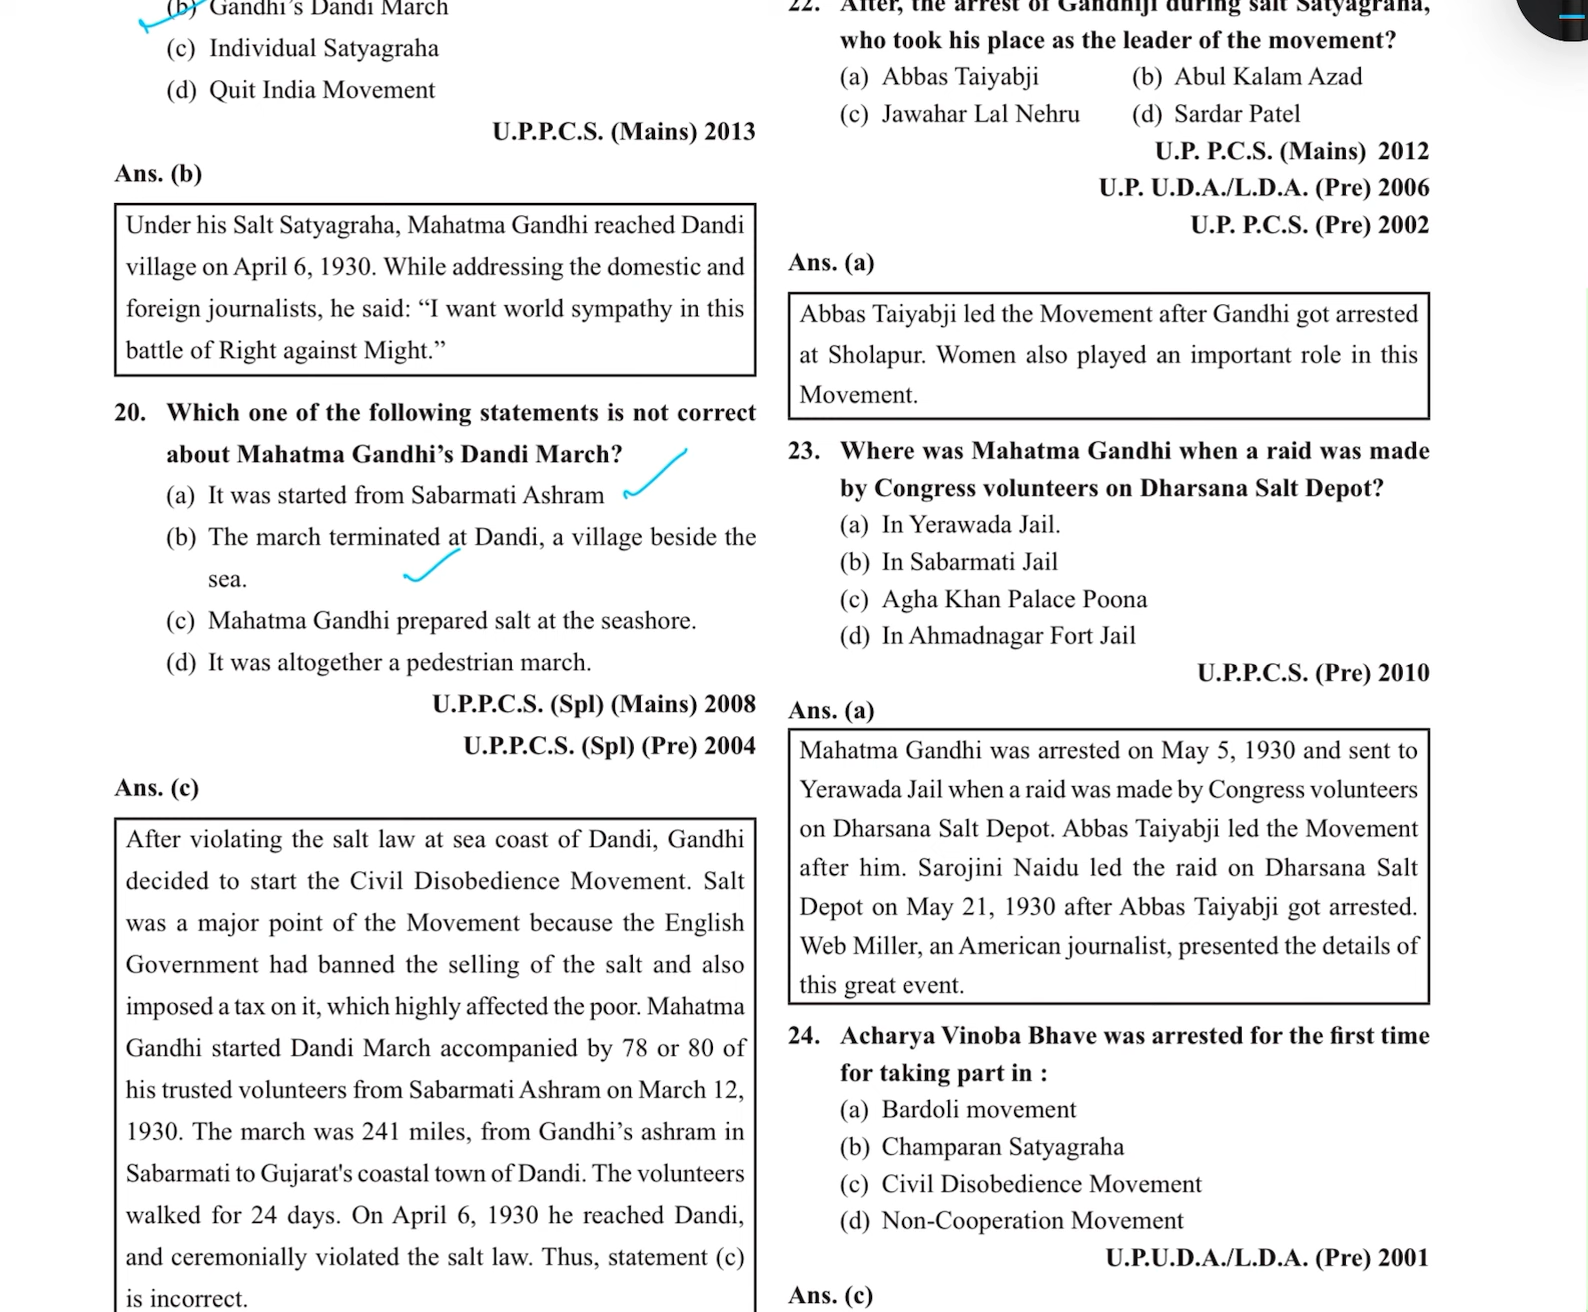 (b) Gandhi's Dandi March
(c) Individual Satyagraha
(d) Quit India Movement
U.P.P.C.S. (Mains) 2013
Ans. (b)
Under his Salt Satyagraha, Mahatma Gandhi reached Dandi
village on April 6, 1930. While addressing the domestic and
foreign journalists, he said: “I want world sympathy in this
battle of Right against Might.”
20. Which one of the following statements is not correct
about Mahatma Gandhi’s Dandi March?
(a) It was started from Sabarmati Ashram
(b) The march terminated at Dandi, a village beside the
sea.
(c) Mahatma Gandhi prepared salt at the seashore.
(d) It was altogether a pedestrian march.
U.P.P.C.S. (Spl) (Mains) 2008
U.P.P.C.S. (Spl) (Pre) 2004
Ans. (c)
After violating the salt law at sea coast of Dandi, Gandhi
decided to start the Civil Disobedience Movement. Salt
was a major point of the Movement because the English
Government had banned the selling of the salt and also
imposed a tax on it, which highly affected the poor. Mahatma
Gandhi started Dandi March accompanied by 78 or 80 of
his trusted volunteers from Sabarmati Ashram on March 12,
1930. The march was 241 miles, from Gandhi’s ashram in
Sabarmati to Gujarat's coastal town of Dandi. The volunteers
walked for 24 days. On April 6, 1930 he reached Dandi,
and ceremonially violated the salt law. Thus, statement (c)
is incorrect.
22. After, the arrest of Gandhiji during salt Satyagraha,
who took his place as the leader of the movement?
(a) Abbas Taiyabji (b) Abul Kalam Azad
(c) Jawahar Lal Nehru (d) Sardar Patel
U.P. P.C.S. (Mains) 2012
U.P. U.D.A./L.D.A. (Pre) 2006
U.P. P.C.S. (Pre) 2002
Ans. (a)
Abbas Taiyabji led the Movement after Gandhi got arrested
at Sholapur. Women also played an important role in this
Movement.
23. Where was Mahatma Gandhi when a raid was made
by Congress volunteers on Dharsana Salt Depot?
(a) In Yerawada Jail.
(b) In Sabarmati Jail
(c) Agha Khan Palace Poona
(d) In Ahmadnagar Fort Jail
U.P.P.C.S. (Pre) 2010
Ans. (a)
Mahatma Gandhi was arrested on May 5, 1930 and sent to
Yerawada Jail when a raid was made by Congress volunteers
on Dharsana Salt Depot. Abbas Taiyabji led the Movement
after him. Sarojini Naidu led the raid on Dharsana Salt
Depot on May 21, 1930 after Abbas Taiyabji got arrested.
Web Miller, an American journalist, presented the details of
this great event.
24. Acharya Vinoba Bhave was arrested for the first time
for taking part in :
(a) Bardoli movement
(b) Champaran Satyagraha
(c) Civil Disobedience Movement
(d) Non-Cooperation Movement
U.P.U.D.A./L.D.A. (Pre) 2001
Ans. (c)